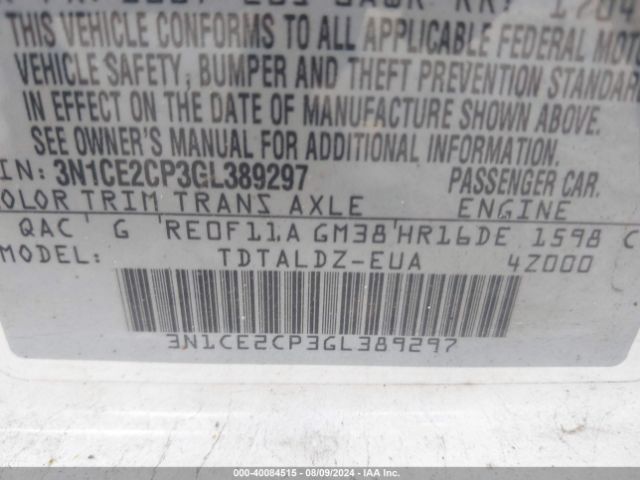 THIS VEHICLE CONFORMS TO ALL APPLICABLE FEDERAL MOTO
VEHICLE SAFETY, BUMPER AND THEFT PREVENTION STANDAR
IN EFFECT ON THE DATE OF MANUFACTURE SHOWN ABOVE.
SEE OWNER'S MANUAL FOR ADDITIONAL INFORMATION.
IN: 3N1CE2CP3GL389297 PASSENGER CAR.
OLOR TRIM TRANS AXLE ENGINE
QAC G RE0F11A GM38 HR16DE 1598 C
MODEL: TDTALDZ-EUA 4Z000
3N1CE2CP3GL389297
000-40084515 - 08/09/2024 - IAA Inc.